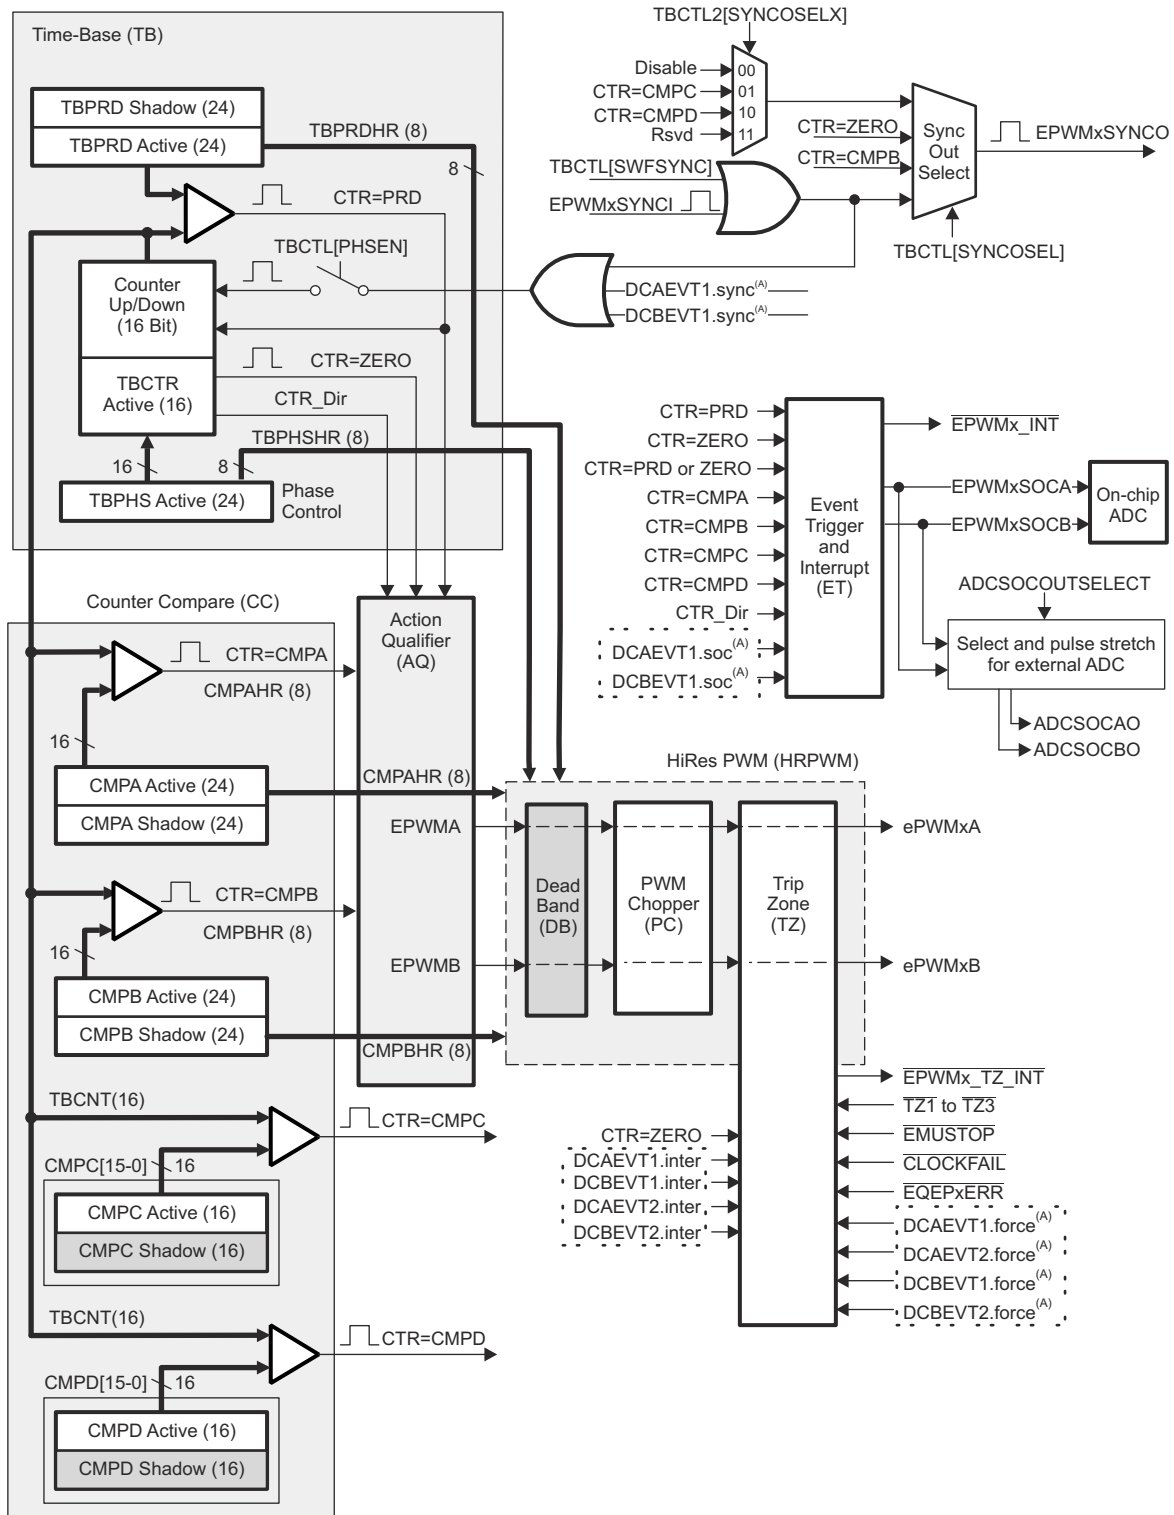 TBCTL2[SYNCOSELX]
Time-Base (TB)
Disable
00
CTR=CMPC
01
CTR=CMPD
10
Rsvd
11
TBPRD Shadow (24)
TBPRD Active (24)
TBPRDHR (8)
8
CTR=ZERO
CTR=CMPB
Sync
Out
Select
EPWMxSYNCO
TBCTL[SWFSYNC]
EPWMxSYNCI
TBCTL[SYNCOSEL]
CTR=PRD
TBCTL[PHSEN]
Counter
Up/Down
(16 Bit)
DCAEVT1.sync(A)
DCBEVT1.sync(A)
CTR=ZERO
TBCTR
Active (16)
CTR_Dir
TBPHSHR (8)
16
8
TBPHS Active (24)
Phase
Control
CTR=PRD
CTR=ZERO
CTR=PRD or ZERO
CTR=CMPA
CTR=CMPB
CTR=CMPC
CTR=CMPD
CTR_Dir
DCAEVT1.soc(A)
DCBEVT1.soc(A)
Event
Trigger
and
Interrupt
(ET)
EPWMx_INT
EPWMxSOCA
EPWMxSOCB
On-chip
ADC
ADCSOCOUTSELECT
Select and pulse stretch
for external ADC
ADCSOCAO
ADCSOCBO
Counter Compare (CC)
Action
Qualifier
(AQ)
CTR=CMPA
CMPAHR (8)
16
CMPA Active (24)
CMPA Shadow (24)
CMPAHR (8)
HiRes PWM (HRPWM)
EPWMA
ePWMxA
CTR=CMPB
CMPBHR (8)
16
Dead
Band
(DB)
PWM
Chopper
(PC)
Trip
Zone
(TZ)
EPWMB
ePWMxB
CMPB Active (24)
CMPB Shadow (24)
CMPBHR (8)
EPWMx_TZ_INT
TZ1 to TZ3
EMUSTOP
CLOCKFAIL
EQEPxERR
DCAEVT1.force(A)
DCAEVT2.force(A)
DCBEVT1.force(A)
DCBEVT2.force(A)
CTR=ZERO
DCAEVT1.inter
DCBEVT1.inter
DCAEVT2.inter
DCBEVT2.inter
TBCNT(16)
CTR=CMPC
CMPC[15-0]
16
CMPC Active (16)
CMPC Shadow (16)
TBCNT(16)
CTR=CMPD
CMPD[15-0]
16
CMPD Active (16)
CMPD Shadow (16)